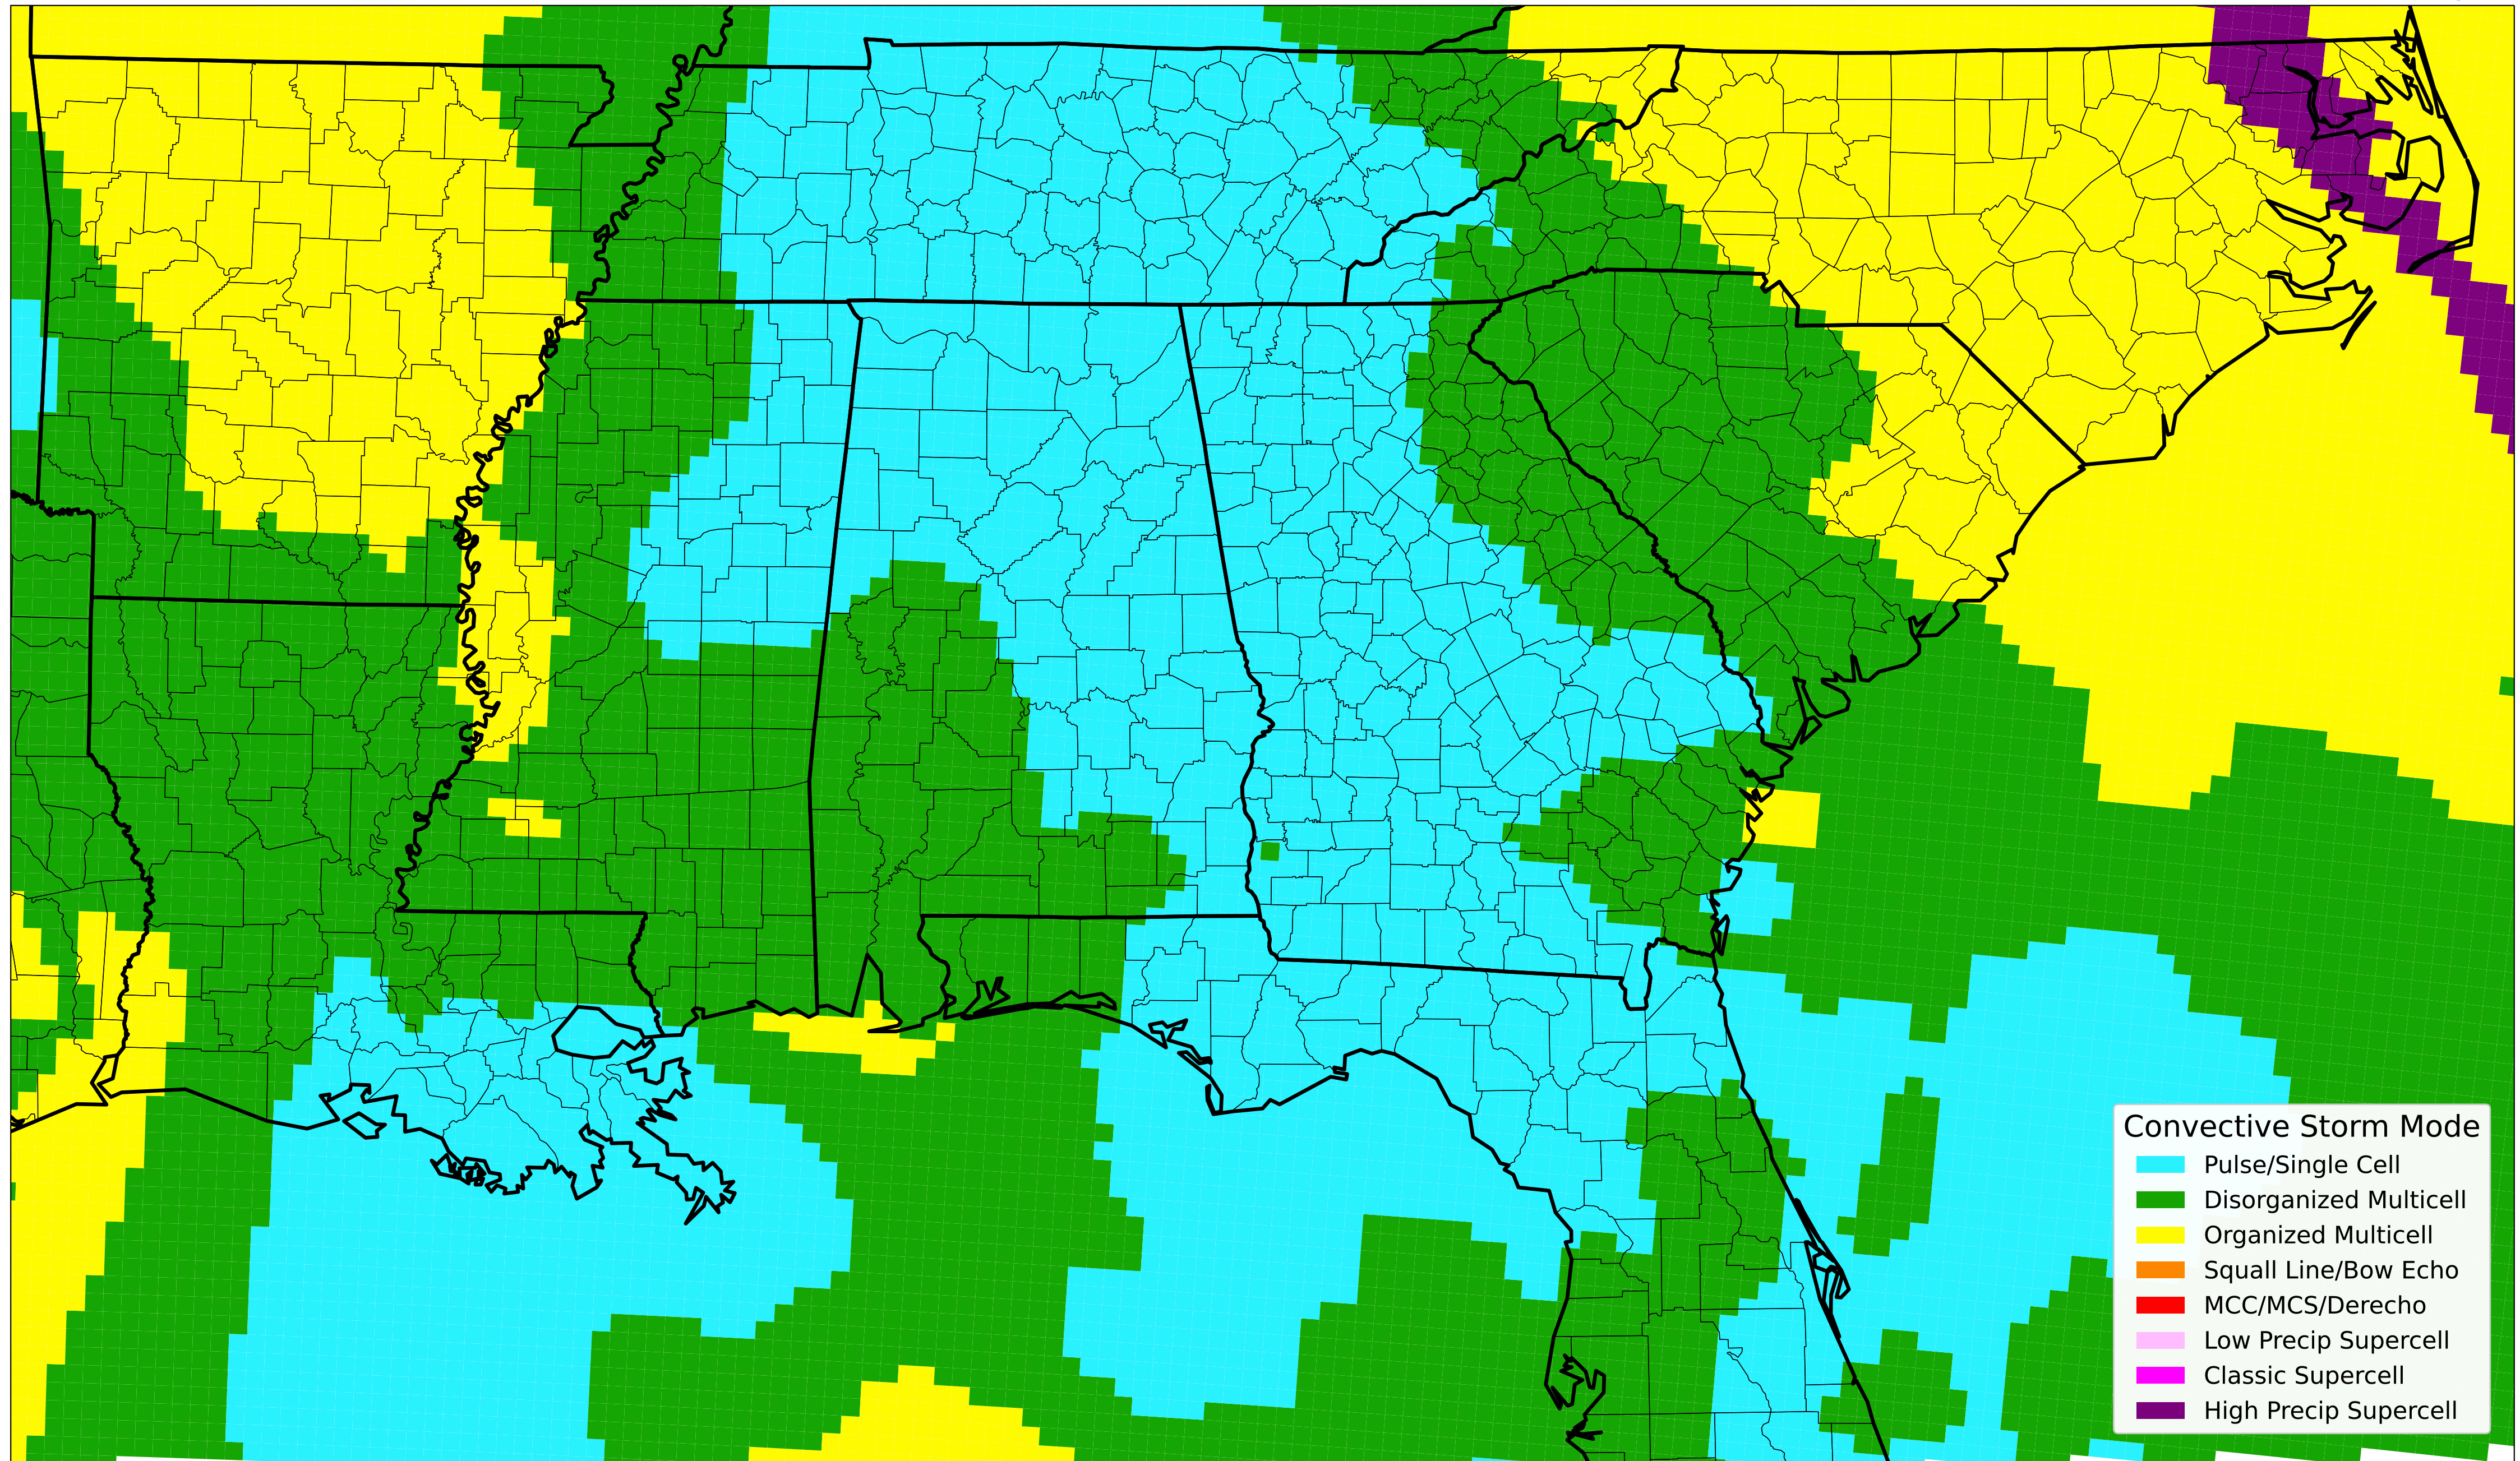 Convective Storm Mode
Pulse/Single Cell
Disorganized Multicell
Organized Multicell
Squall Line/Bow Echo
MCC/MCS/Derecho
Low Precip Supercell
Classic Supercell
High Precip Supercell